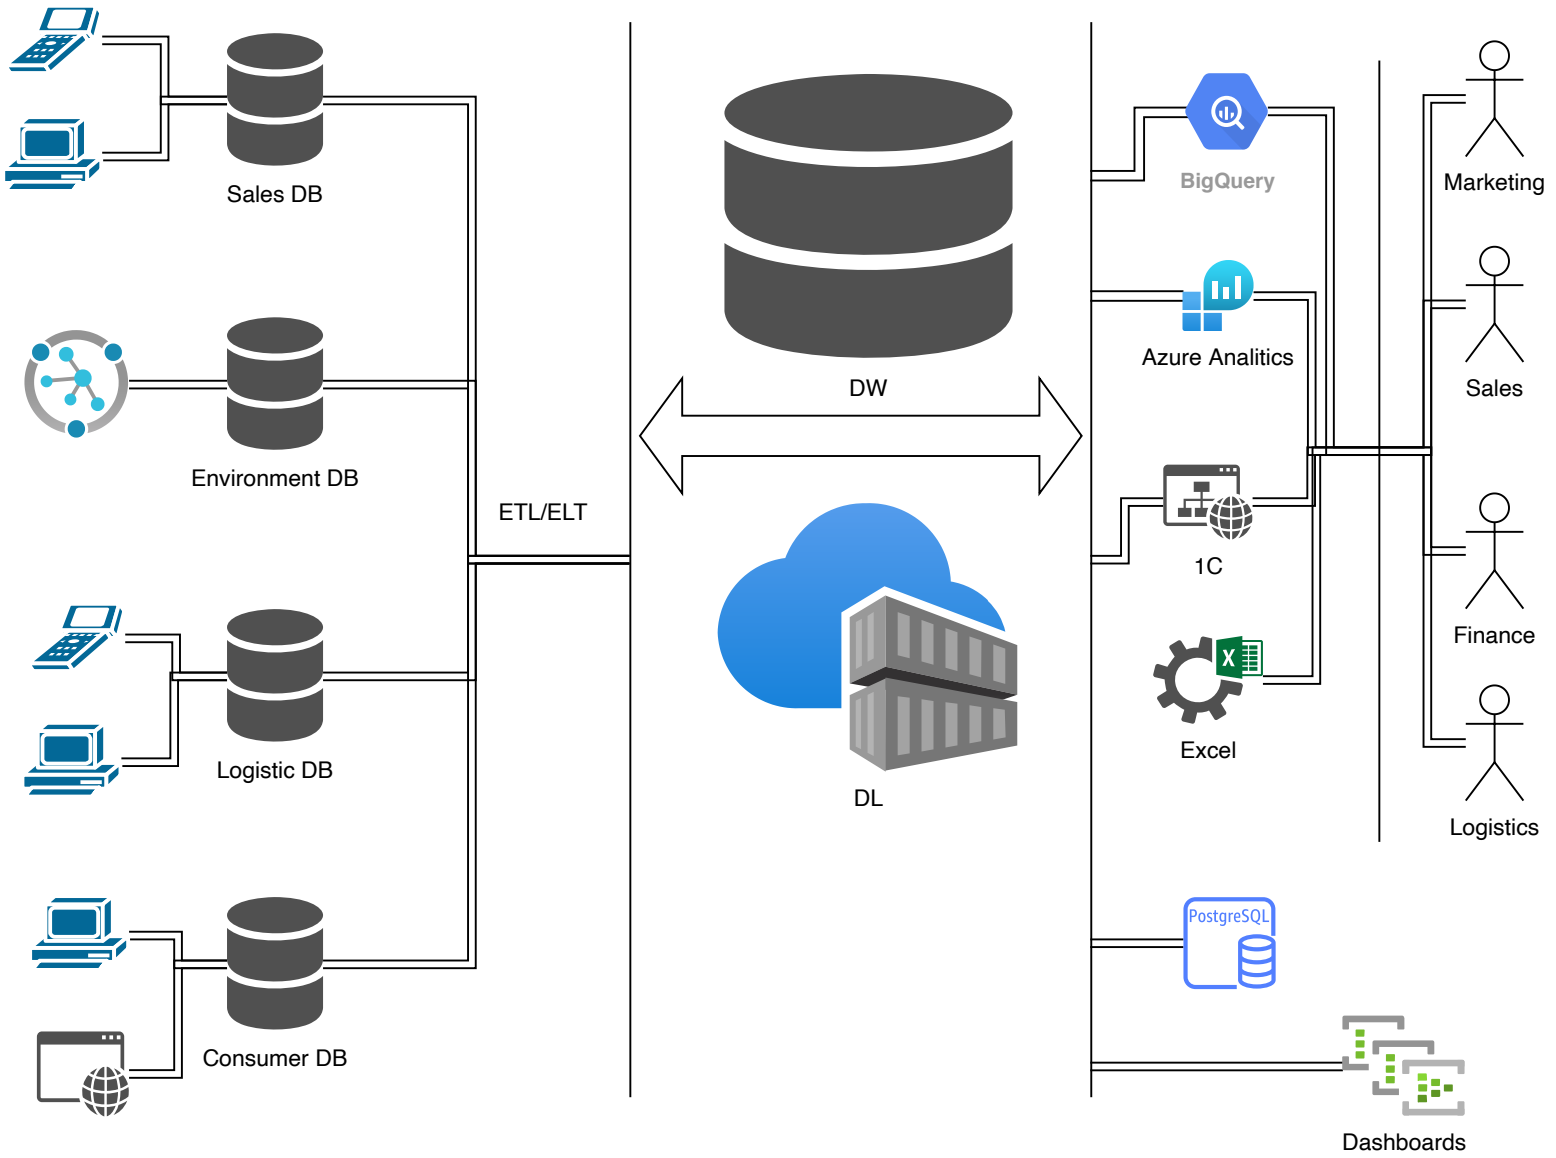 Sales DB
Environment DB
Logistic DB
Consumer DB
ETL/ELT
DW
DL
BigQuery
Azure Analitics
1C
X
Excel
PostgreSQL
Dashboards
Marketing
Sales
Finance
Logistics